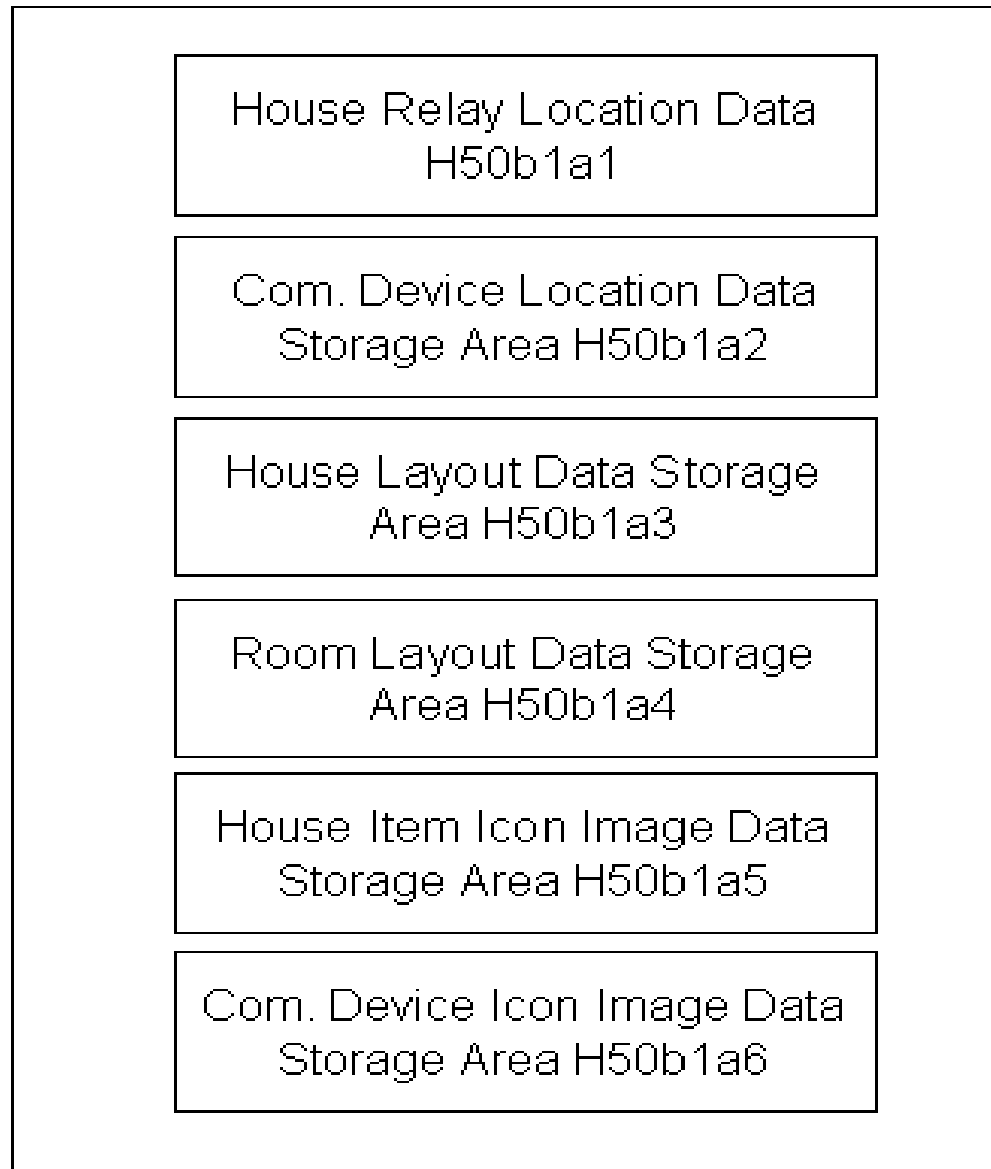 House Relay Location Data
H50b1a1
Com. Device Location Data
Storage Area H50b1a2
House Layout Data Storage
Area H50b1a3
Room Layout Data Storage
Area H50b1a4
House Item Icon Image Data
Storage Area H50b1a5
Com. Device Icon Image Data
Storage Area H50b1a6